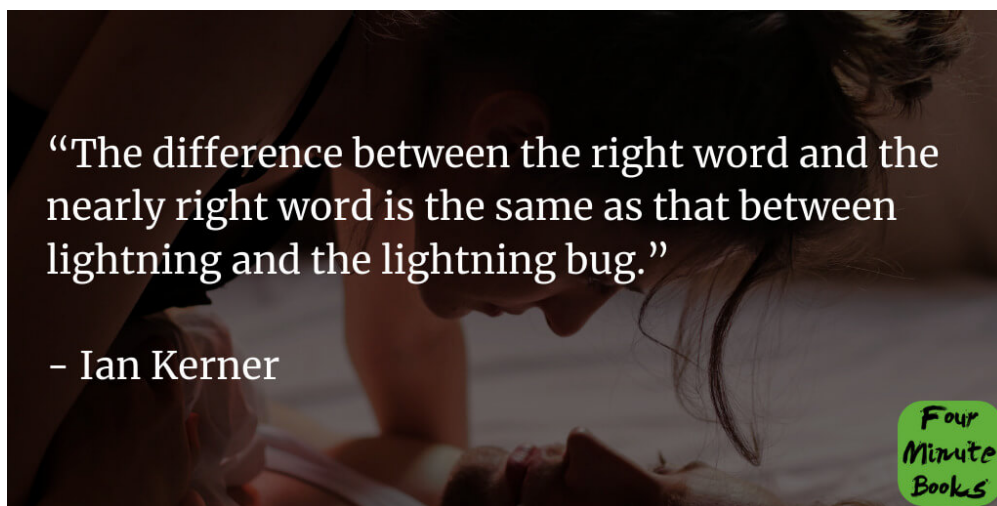 “The difference between the right word and the
nearly right word is the same as that between
lightning and the lightning bug.”
- Ian Kerner
Four
Minute
Books